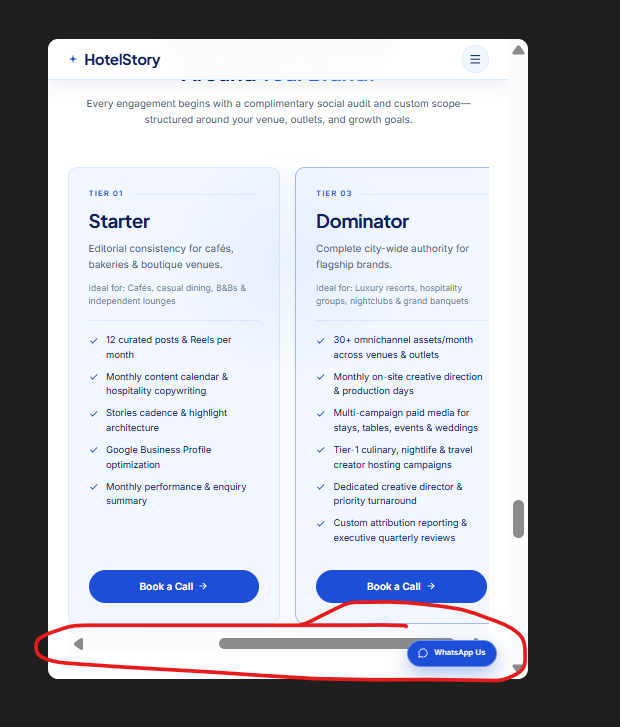 HotelStory
Every engagement begins with a complimentary social audit and custom scope—
structured around your venue, outlets, and growth goals.
TIER 01
Starter
Editorial consistency for cafés,
bakeries & boutique venues.
Ideal for: Cafés, casual dining, B&Bs &
independent lounges
12 curated posts & Reels per
month
Monthly content calendar &
hospitality copywriting
Stories cadence & highlight
architecture
Google Business Profile
optimization
Monthly performance & enquiry
summary
Book a Call →
TIER 03
Dominator
Complete city-wide authority for
flagship brands.
Ideal for: Luxury resorts, hospitality
groups, nightclubs & grand banquets
30+ omnichannel assets/month
across venues & outlets
Monthly on-site creative direction
& production days
Multi-campaign paid media for
stays, tables, events & weddings
Tier-1 culinary, nightlife & travel
creator hosting campaigns
Dedicated creative director &
priority turnaround
Custom attribution reporting &
executive quarterly reviews
Book a Call →
WhatsApp Us